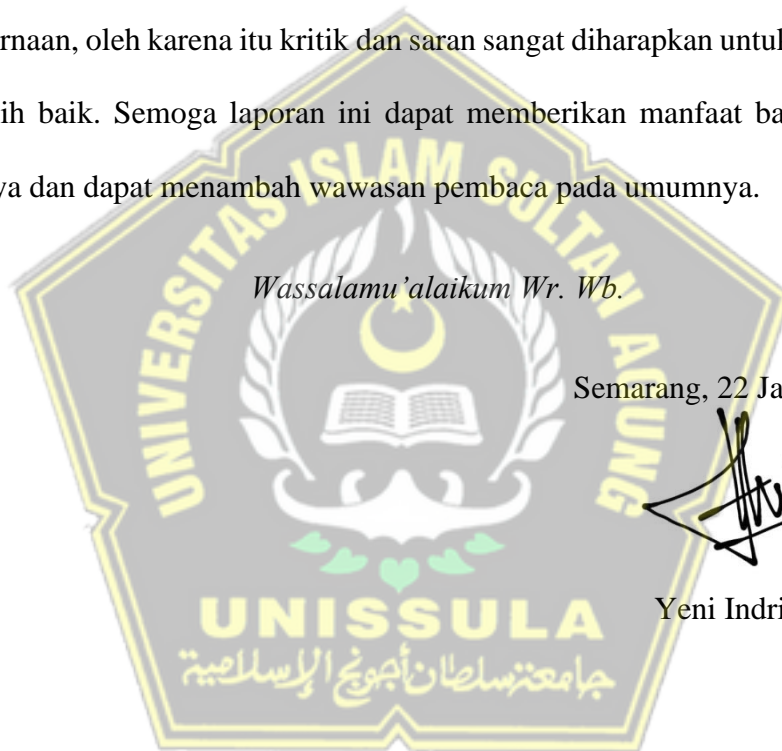 rnaan, oleh karena itu kritik dan saran sangat diharapkan untuk
ih baik. Semoga laporan ini dapat memberikan manfaat ba
ya dan dapat menambah wawasan pembaca pada umumnya.
Wassalamu’alaikum Wr. Wb.
Semarang, 22 Ja
Yeni Indri
UNIVERSITAS ISLAM SULTAN AGUNG
UNISSULA
جامعة سلطان أجونج الإسلامية